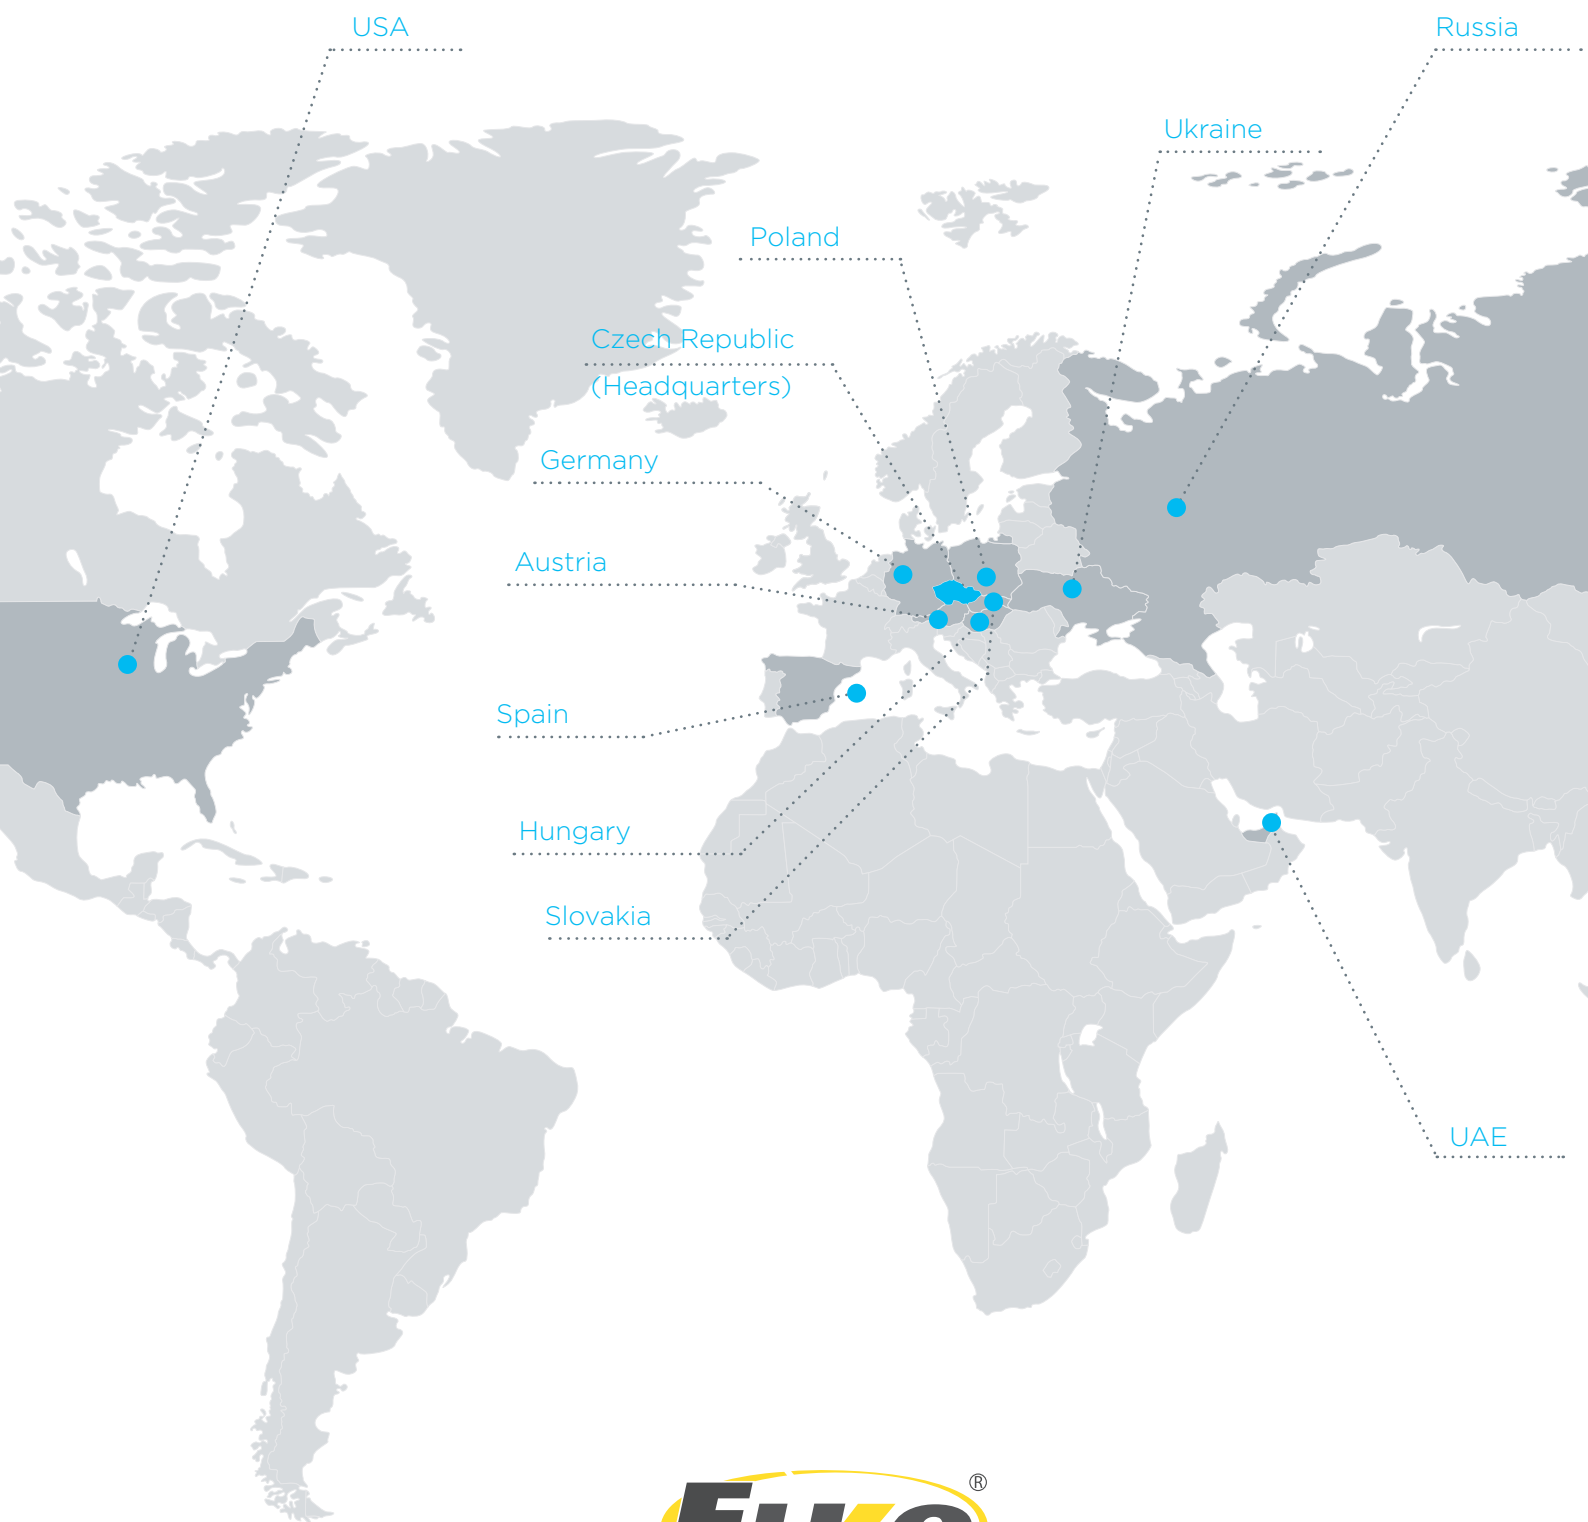 USA
Russia
Ukraine
Poland
Czech Republic
(Headquarters)
Germany
Austria
Spain
Hungary
Slovakia
UAE
®